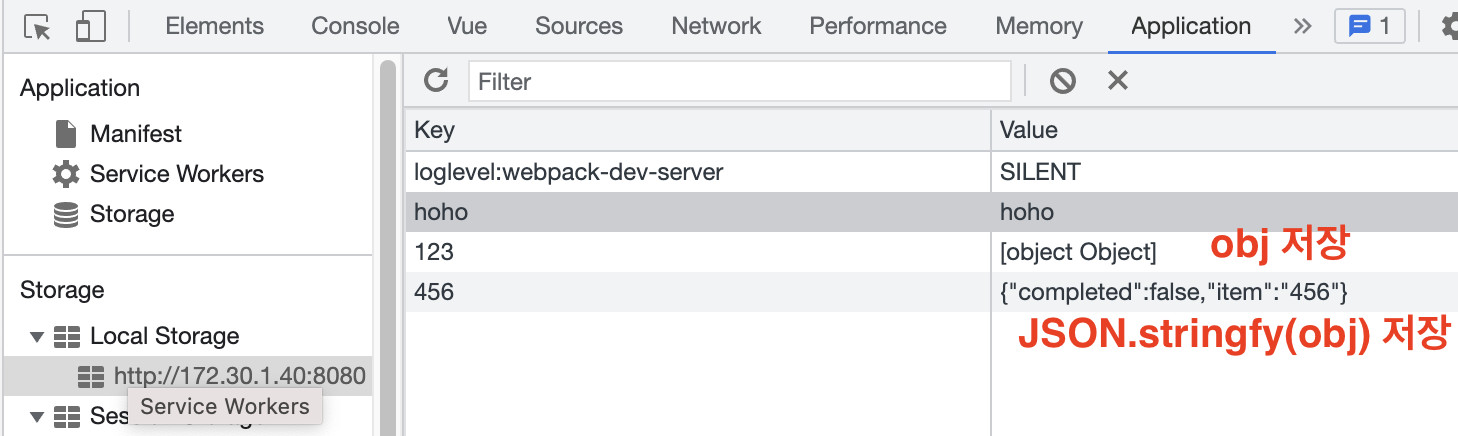 Elements Console Vue Sources Network Performance Memory Application » 1
Application
Manifest
Service Workers
Storage
Storage
Local Storage
http://172.30.1.40:8080
Service Workers
Filter
Key Value
loglevel:webpack-dev-server SILENT
hoho hoho
123 [object Object] obj 저장
456 {"completed":false,"item":"456"}
JSON.stringfy(obj) 저장